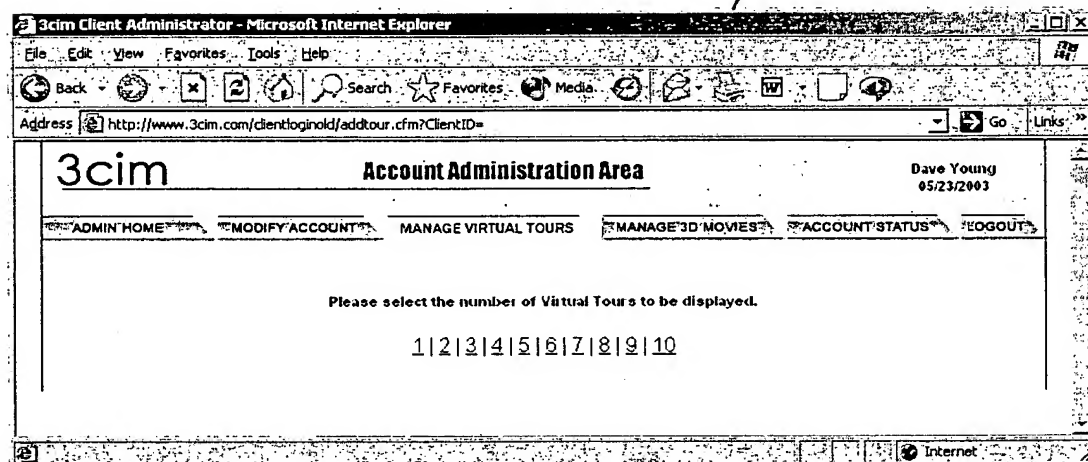 3cim Client Administrator - Microsoft Internet Explorer
File Edit View Favorites Tools Help
Back Search Favorites Media W
Address http://www.3cim.com/clientloginold/addtour.cfm?ClientID= Go Links »
3cim Account Administration Area Dave Young
05/23/2003
ADMIN HOME MODIFY ACCOUNT MANAGE VIRTUAL TOURS MANAGE 3D MOVIES ACCOUNT STATUS LOGOUT
Please select the number of Virtual Tours to be displayed.
1|2|3|4|5|6|7|8|9|10
Internet